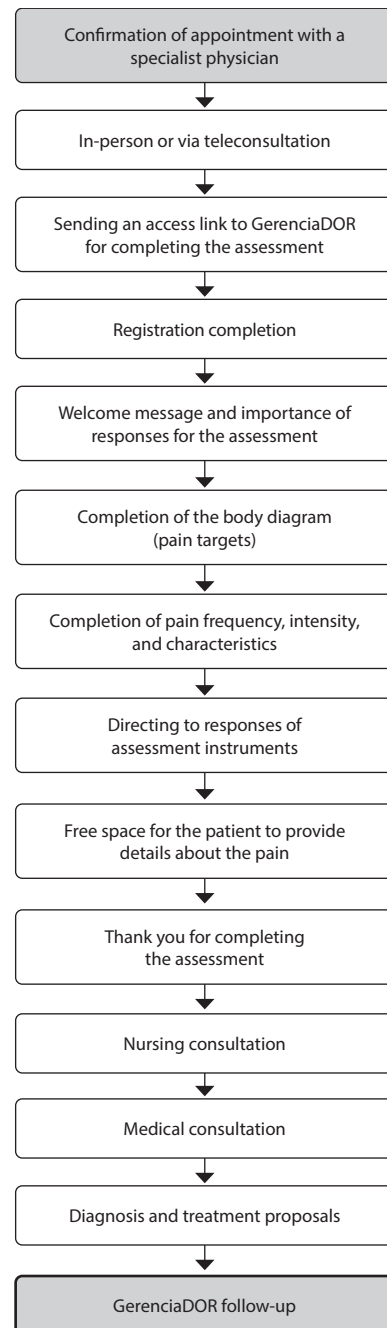 Confirmation of appointment with a
specialist physician
In-person or via teleconsultation
Sending an access link to GerenciaDOR
for completing the assessment
Registration completion
Welcome message and importance of
responses for the assessment
Completion of the body diagram
(pain targets)
Completion of pain frequency, intensity,
and characteristics
Directing to responses of
assessment instruments
Free space for the patient to provide
details about the pain
Thank you for completing
the assessment
Nursing consultation
Medical consultation
Diagnosis and treatment proposals
GerenciaDOR follow-up